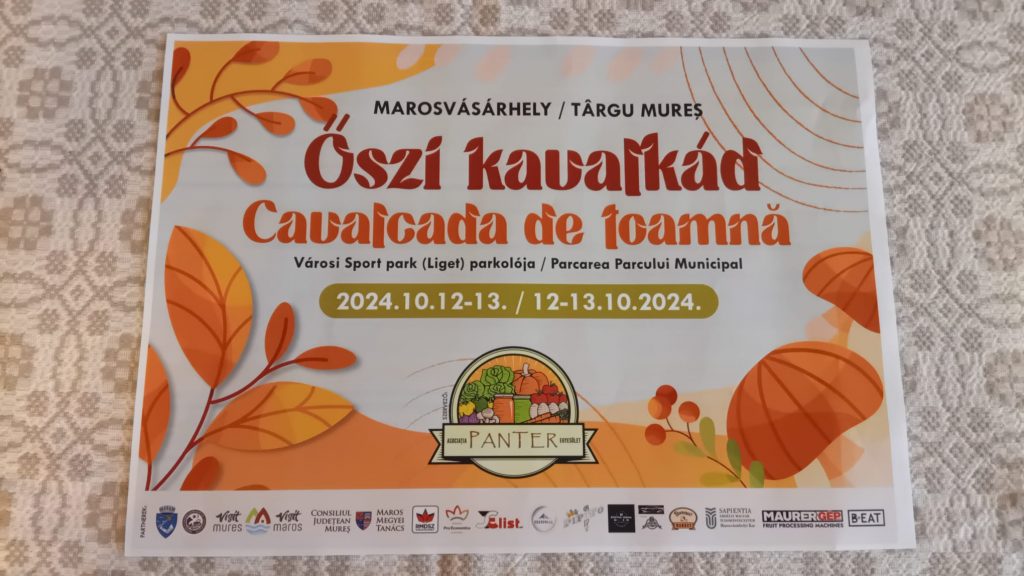 MAROSVÁSÁRHELY / TÂRGU MUREȘ
Őszi kavalkád
Cavalcada de toamnă
Városi Sport park (Liget) parkolója / Parcarea Parcului Municipal
2024.10.12-13. / 12-13.10.2024.
ASOCIAȚIA PANTER EGYESÜLET
PARTNEREK:
Visit mureș
Visit maros
CONSILIUL JUDEȚEAN MUREȘ
MAROS MEGYEI TANÁCS
RMDSZ
Elist.
SAPIENTIA
MAURERGÉP
FRUIT PROCESSING MACHINES
B·EAT